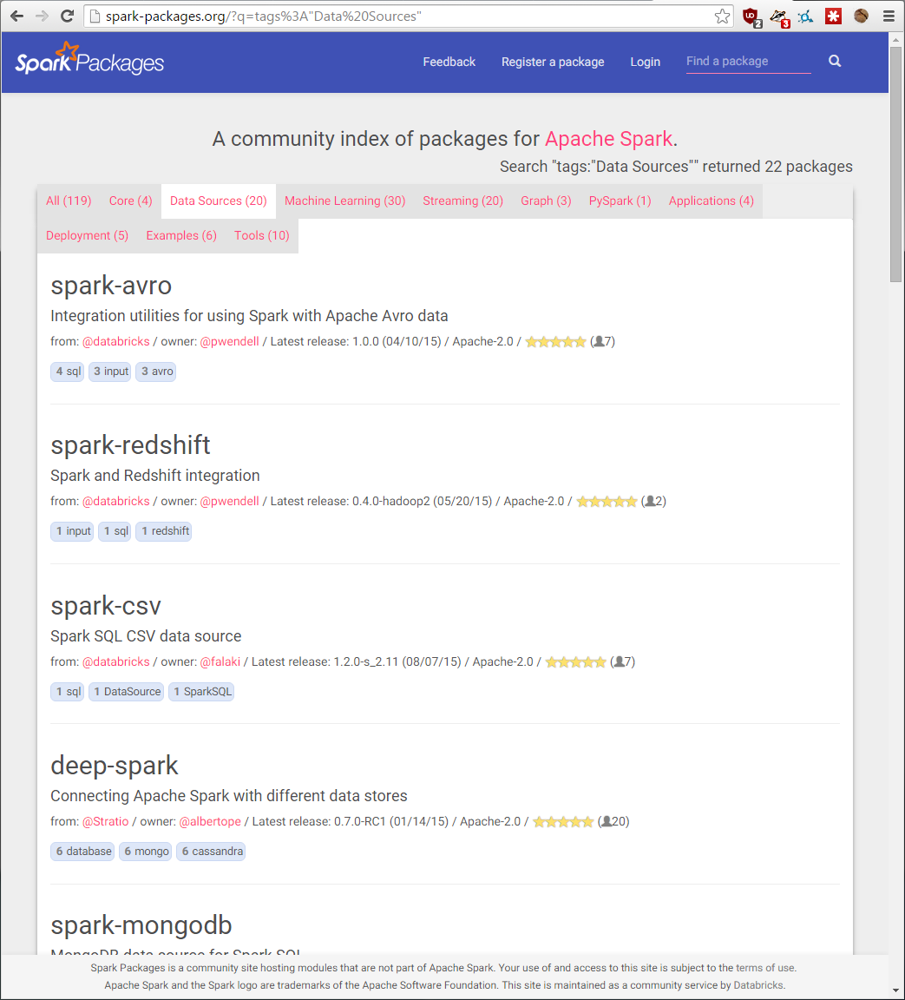 spark-packages.org/?q=tags%3A"Data%20Sources"
2
3
Spark Packages
Feedback
Register a package
Login
Find a package
A community index of packages for Apache Spark.
Search "tags:"Data Sources"" returned 22 packages
All (119) Core (4) Data Sources (20) Machine Learning (30) Streaming (20) Graph (3) PySpark (1) Applications (4)
Deployment (5) Examples (6) Tools (10)
spark-avro
Integration utilities for using Spark with Apache Avro data
from: @databricks / owner: @pwendell / Latest release: 1.0.0 (04/10/15) / Apache-2.0 / (7)
4 sql 3 input 3 avro
spark-redshift
Spark and Redshift integration
from: @databricks / owner: @pwendell / Latest release: 0.4.0-hadoop2 (05/20/15) / Apache-2.0 / (2)
1 input 1 sql 1 redshift
spark-csv
Spark SQL CSV data source
from: @databricks / owner: @falaki / Latest release: 1.2.0-s_2.11 (08/07/15) / Apache-2.0 / (7)
1 sql 1 DataSource 1 SparkSQL
deep-spark
Connecting Apache Spark with different data stores
from: @Stratio / owner: @albertope / Latest release: 0.7.0-RC1 (01/14/15) / Apache-2.0 / (20)
6 database 6 mongo 6 cassandra
spark-mongodb
MongoDB data source for Spark SQL
Spark Packages is a community site hosting modules that are not part of Apache Spark. Your use of and access to this site is subject to the terms of use.
Apache Spark and the Spark logo are trademarks of the Apache Software Foundation. This site is maintained as a community service by Databricks.